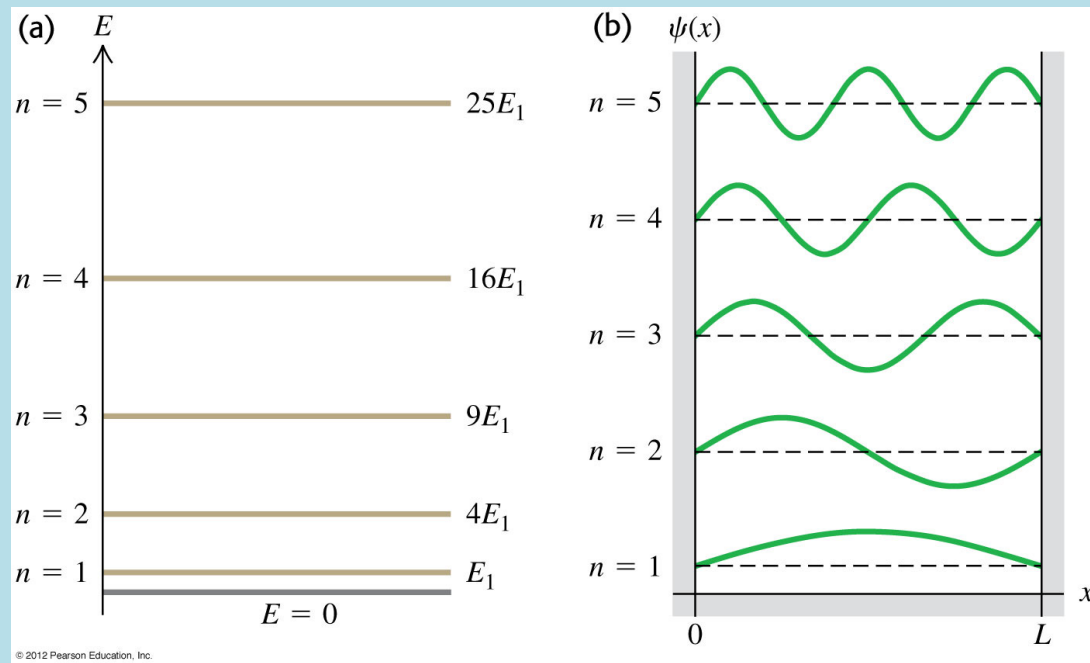 (a)
E
n = 5
25E₁
n = 4
16E₁
n = 3
9E₁
n = 2
4E₁
n = 1
E₁
E = 0
(b)
ψ(x)
n = 5
n = 4
n = 3
n = 2
n = 1
x
0
L
© 2012 Pearson Education, Inc.